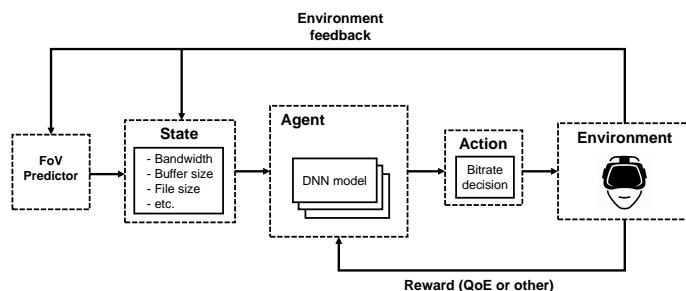 Environment
feedback
FoV
Predictor
State
- Bandwidth
- Buffer size
- File size
- etc.
Agent
DNN model
Action
Bitrate
decision
Environment
Reward (QoE or other)